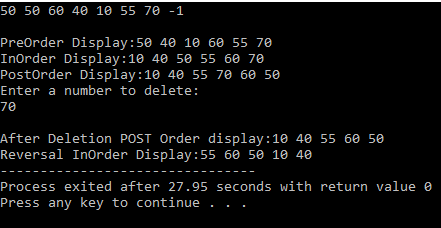 50 50 60 40 10 55 70 -1
PreOrder Display:50 40 10 60 55 70
InOrder Display:10 40 50 55 60 70
PostOrder Display:10 40 55 70 60 50
Enter a number to delete:
70
After Deletion POST Order display:10 40 55 60 50
Reversal InOrder Display:55 60 50 10 40
--------------------------------
Process exited after 27.95 seconds with return value 0
Press any key to continue . . .